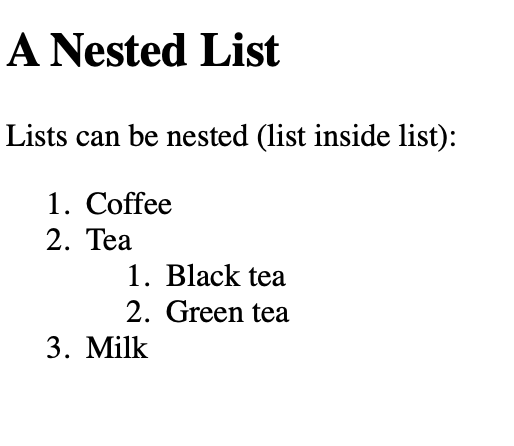 A Nested List
Lists can be nested (list inside list):
1. Coffee
2. Tea
1. Black tea
2. Green tea
3. Milk